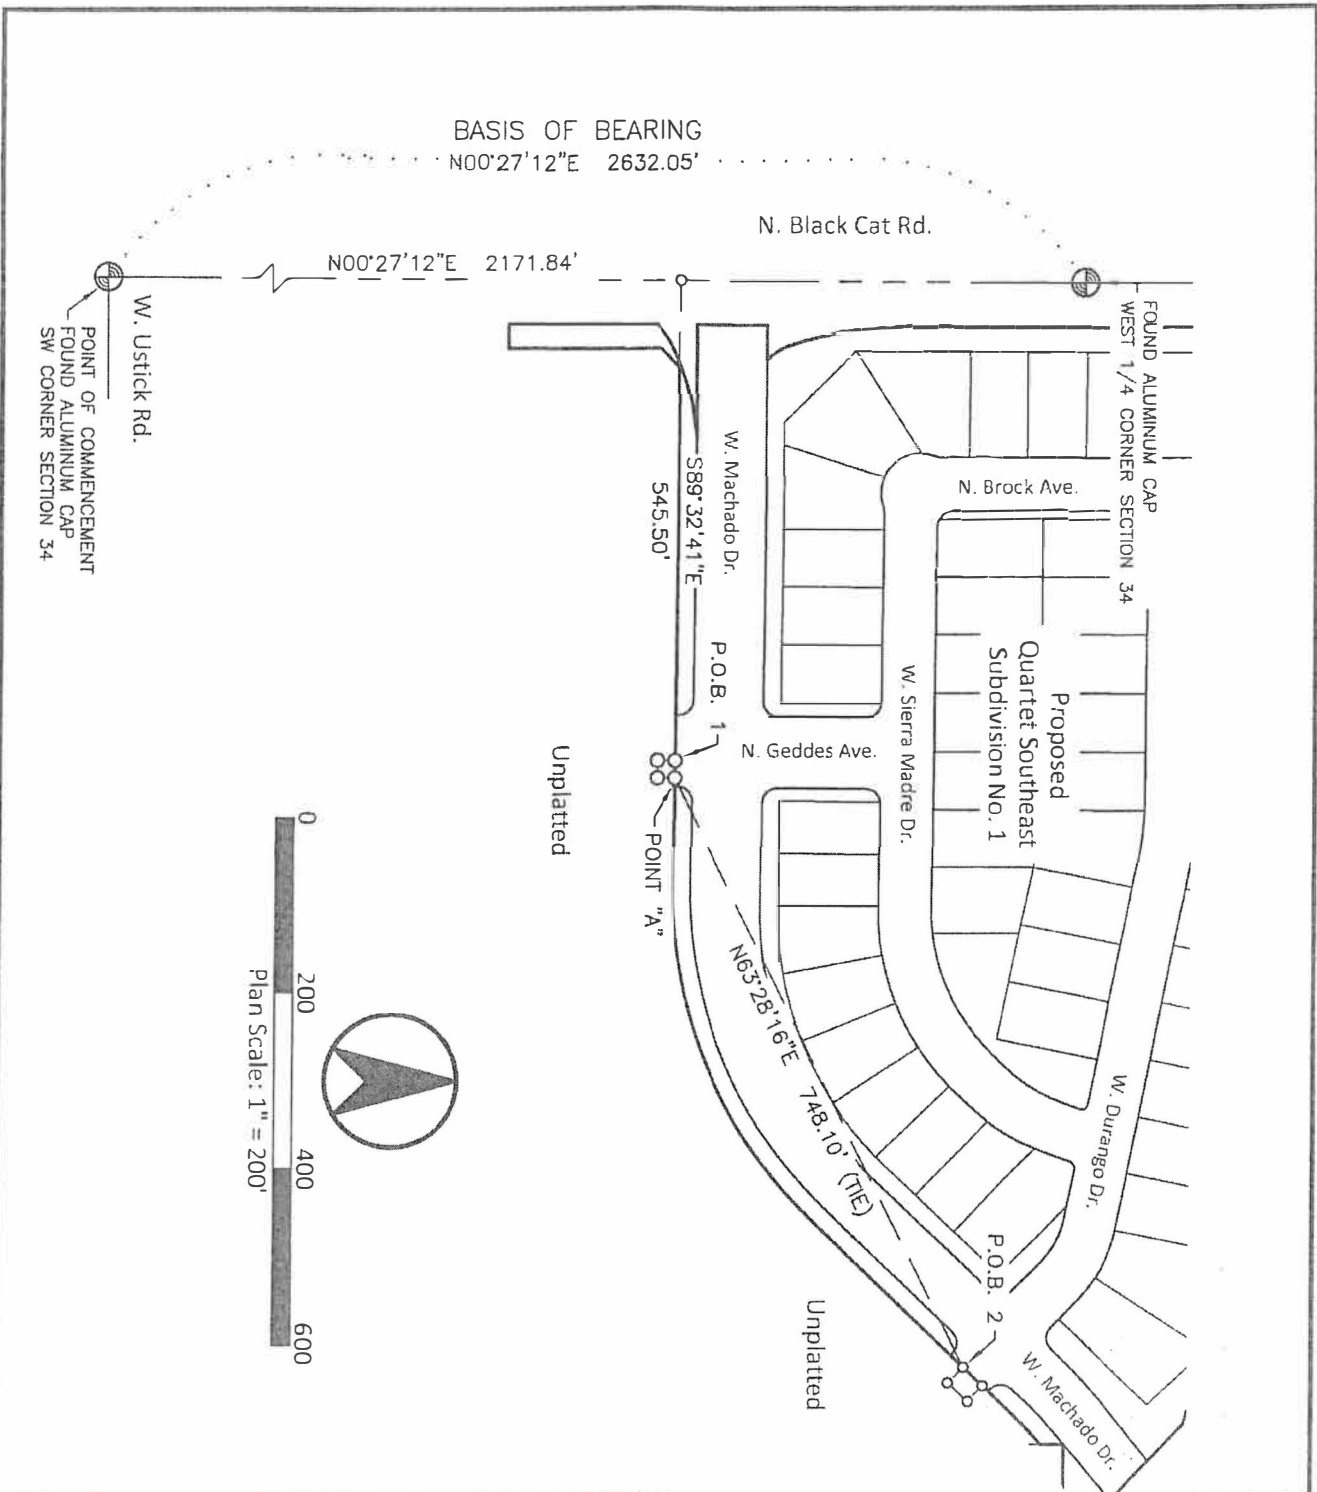 BASIS OF BEARING
N00°27'12"E 2632.05'
N. Black Cat Rd.
N00°27'12"E 2171.84'
FOUND ALUMINUM CAP
WEST 1/4 CORNER SECTION 34
W. Ustick Rd.
POINT OF COMMENCEMENT
FOUND ALUMINUM CAP
SW CORNER SECTION 34
W. Machado Dr.
S89°32'41"E
545.50'
N. Brock Ave.
Proposed
Quartet Southeast
Subdivision No. 1
W. Sierra Madre Dr.
P.O.B. 1
N. Geddes Ave.
Unplatted
POINT "A"
N63°28'16"E 748.10' (TIE)
W. Durango Dr.
P.O.B. 2
W. Machado Dr.
Unplatted
0 200 400 600
Plan Scale: 1" = 200'